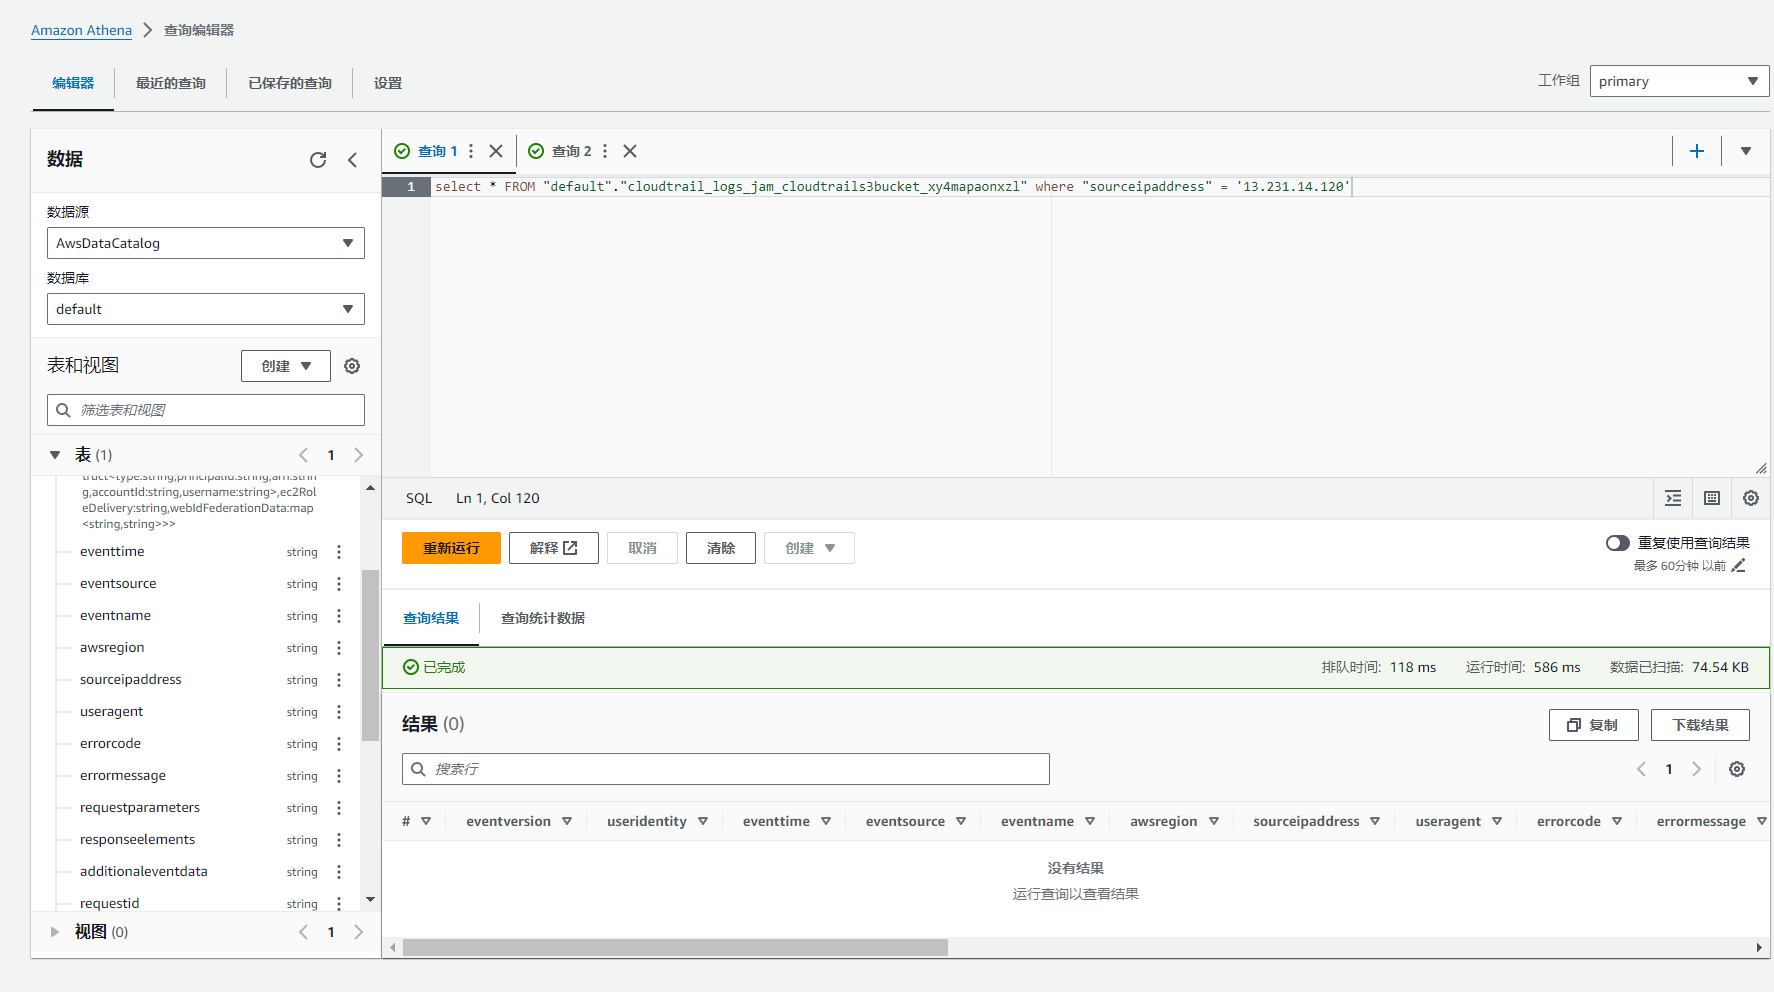 Amazon Athena > 查询编辑器
编辑器 最近的查询 已保存的查询 设置
工作组 primary
数据
数据源
AwsDataCatalog
数据库
default
表和视图 创建
筛选表和视图
表 (1) 1
truct<type:string,principalId:string,arn:strin
g,accountId:string,username:string>,ec2Rol
eDelivery:string,webIdFederationData:map
<string,string>>>
eventtime string
eventsource string
eventname string
awsregion string
sourceipaddress string
useragent string
errorcode string
errormessage string
requestparameters string
responseelements string
additionaleventdata string
requestid string
视图 (0) 1
查询 1 查询 2
1 select * FROM "default"."cloudtrail_logs_jam_cloudtrails3bucket_xy4mapaonxzl" where "sourceipaddress" = '13.231.14.120'
SQL Ln 1, Col 120
重新运行 解释 取消 清除 创建
重复使用查询结果
最多 60分钟 以前
查询结果 查询统计数据
已完成 排队时间: 118 ms 运行时间: 586 ms 数据已扫描: 74.54 KB
结果 (0) 复制 下载结果
搜索行 1
# eventversion useridentity eventtime eventsource eventname awsregion sourceipaddress useragent errorcode errormessage
没有结果
运行查询以查看结果